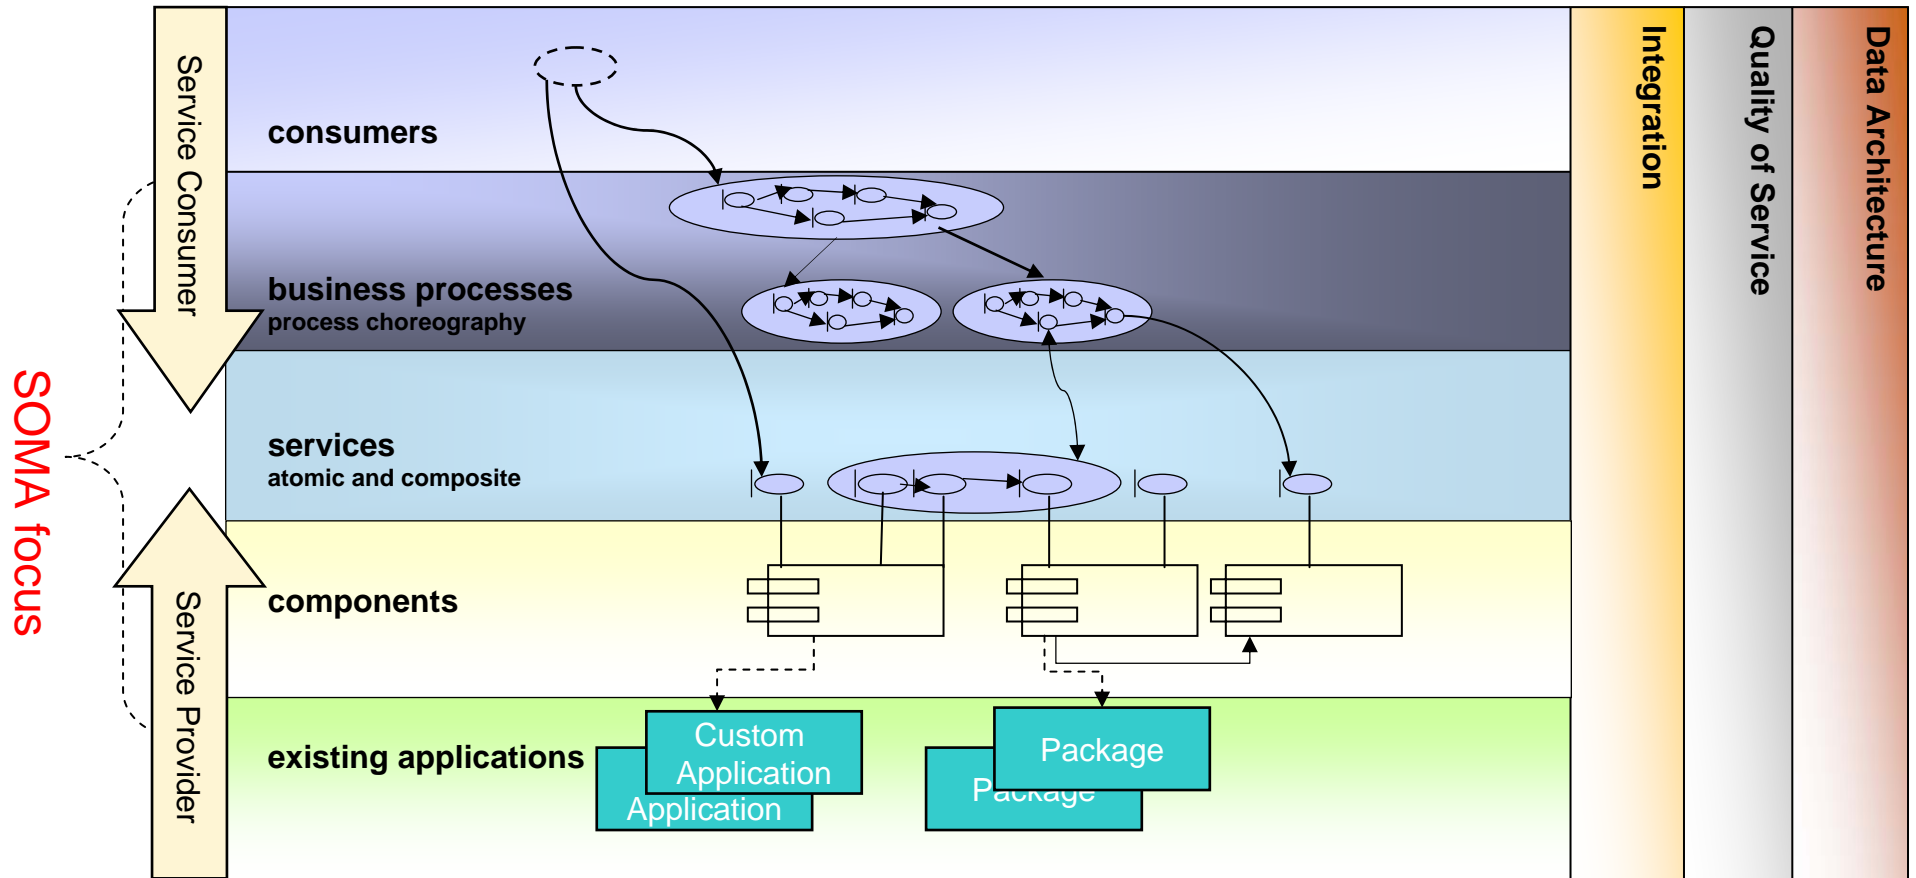 Service Consumer
consumers
business processes
process choreography
services
atomic and composite
components
existing applications
Custom
Application
Application
Package
Package
Service Provider
SOMA focus
Integration
Quality of Service
Data Architecture